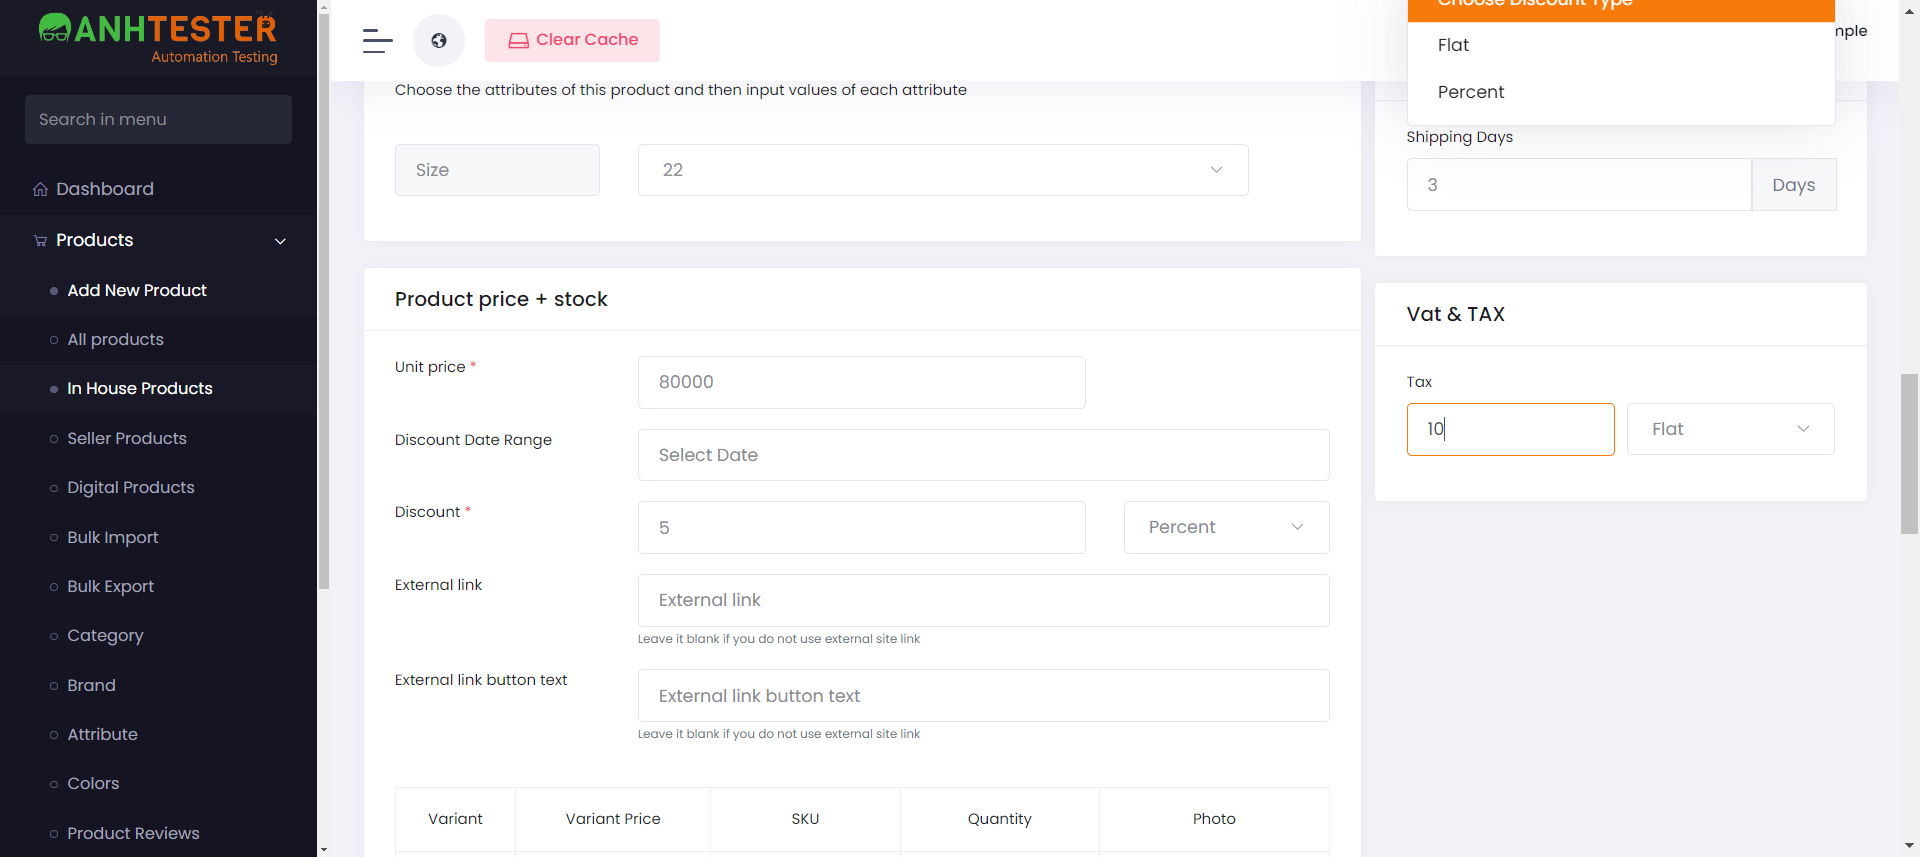 ANHTESTER
Automation Testing
Search in menu
Dashboard
Products
Add New Product
All products
In House Products
Seller Products
Digital Products
Bulk Import
Bulk Export
Category
Brand
Attribute
Colors
Product Reviews
Clear Cache
Choose the attributes of this product and then input values of each attribute
Size
22
Product price + stock
Unit price *
80000
Discount Date Range
Select Date
Discount *
5
Percent
External link
External link
Leave it blank if you do not use external site link
External link button text
External link button text
Leave it blank if you do not use external site link
Variant
Variant Price
SKU
Quantity
Photo
Choose Discount Type
Flat
Percent
Shipping Days
3
Days
Vat & TAX
Tax
10
Flat